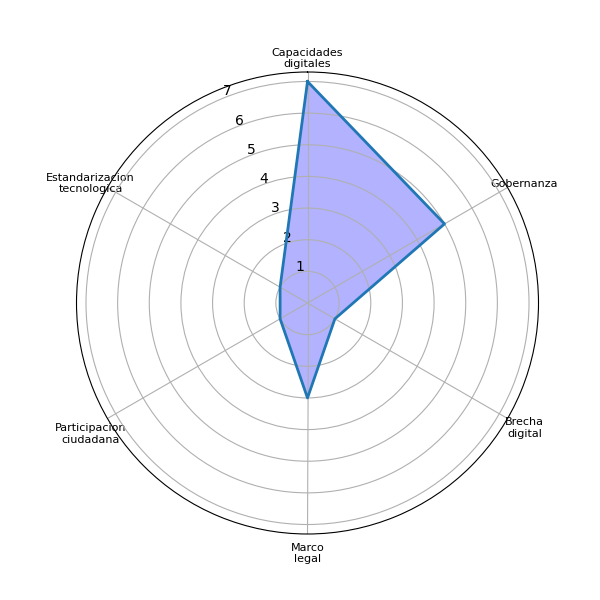 Capacidades
digitales
7
6
Estandarizacion
tecnologica
5
4
Gobernanza
3
2
1
Participacion
ciudadana
Brecha
digital
Marco
legal